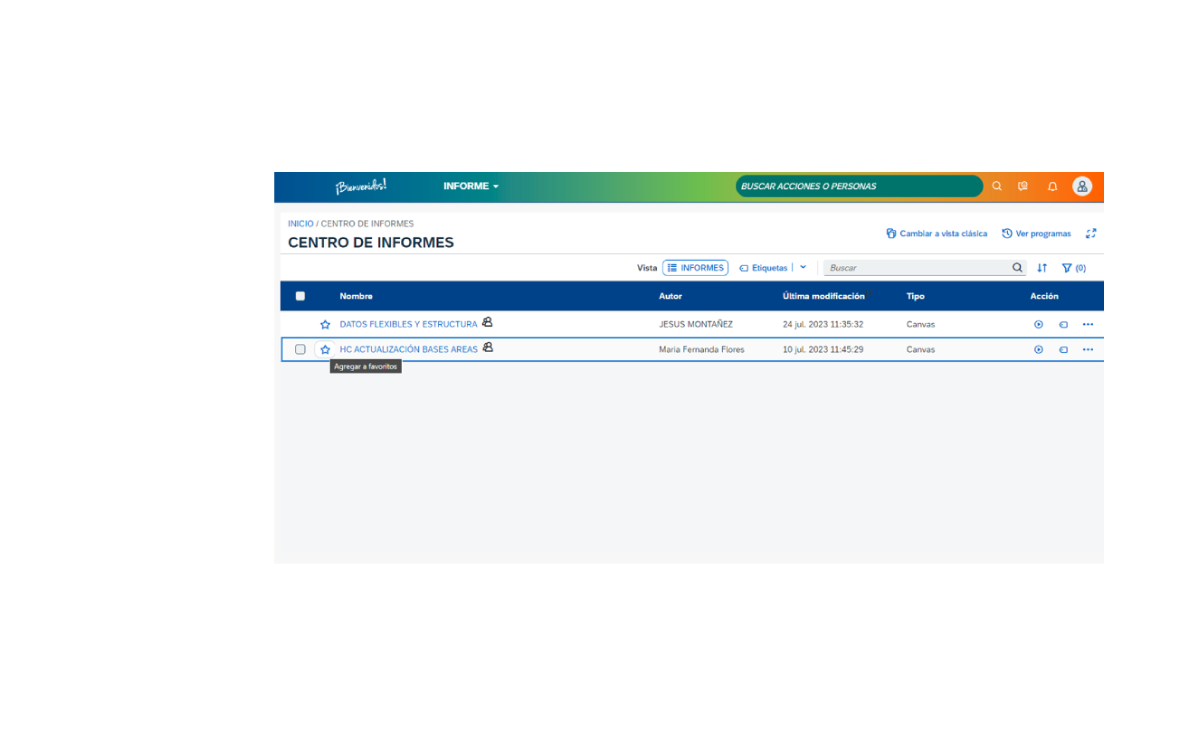 ¡Bienvenidos!
INFORME
BUSCAR ACCIONES O PERSONAS
INICIO / CENTRO DE INFORMES
CENTRO DE INFORMES
Cambiar a vista clásica
Ver programas
Vista
INFORMES
Etiquetas
Buscar
(0)
Nombre Autor Última modificación Tipo Acción
DATOS FLEXIBLES Y ESTRUCTURA JESUS MONTAÑEZ 24 jul. 2023 11:35:32 Canvas
HC ACTUALIZACIÓN BASES AREAS Maria Fernanda Flores 10 jul. 2023 11:45:29 Canvas
Agregar a favoritos